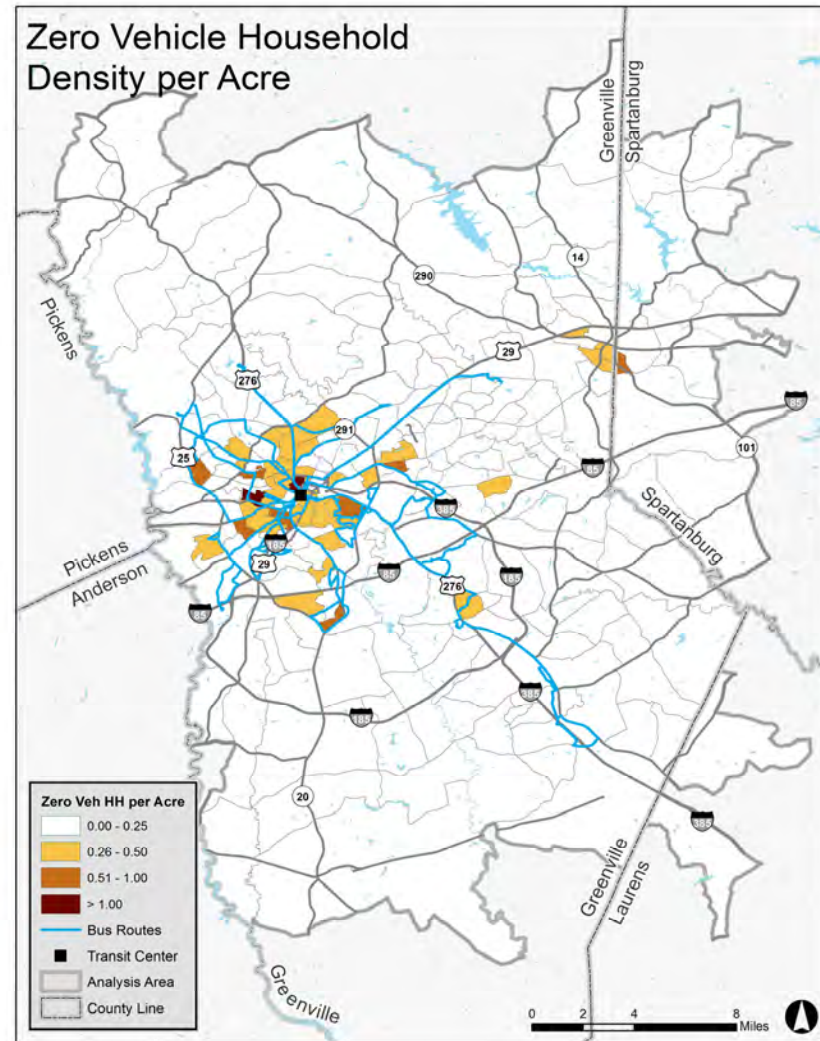 Zero Vehicle Household
Density per Acre
Greenville
Spartanburg
14
290
Pickens
29
276
85
291
25
101
85
385
Spartanburg
185
Pickens
Anderson
29
85
276
185
85
385
185
20
385
Greenville
Laurens
Greenville
Zero Veh HH per Acre
0.00 - 0.25
0.26 - 0.50
0.51 - 1.00
> 1.00
Bus Routes
Transit Center
Analysis Area
County Line
0 2 4 8
Miles